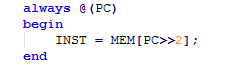 always @(PC)
begin
INST = MEM[PC>>2];
end